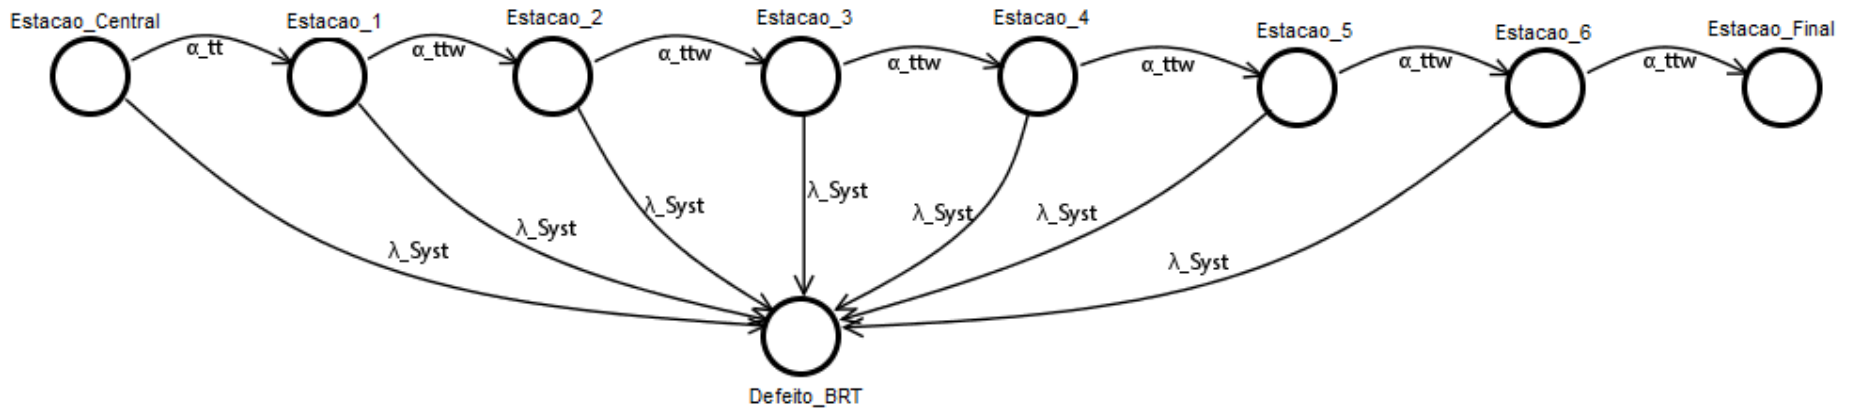 Estacao_Central
Estacao_1
Estacao_2
Estacao_3
Estacao_4
Estacao_5
Estacao_6
Estacao_Final
α_tt
α_ttw
α_ttw
α_ttw
α_ttw
α_ttw
α_ttw
λ_Syst
λ_Syst
λ_Syst
λ_Syst
λ_Syst
λ_Syst
λ_Syst
Defeito_BRT